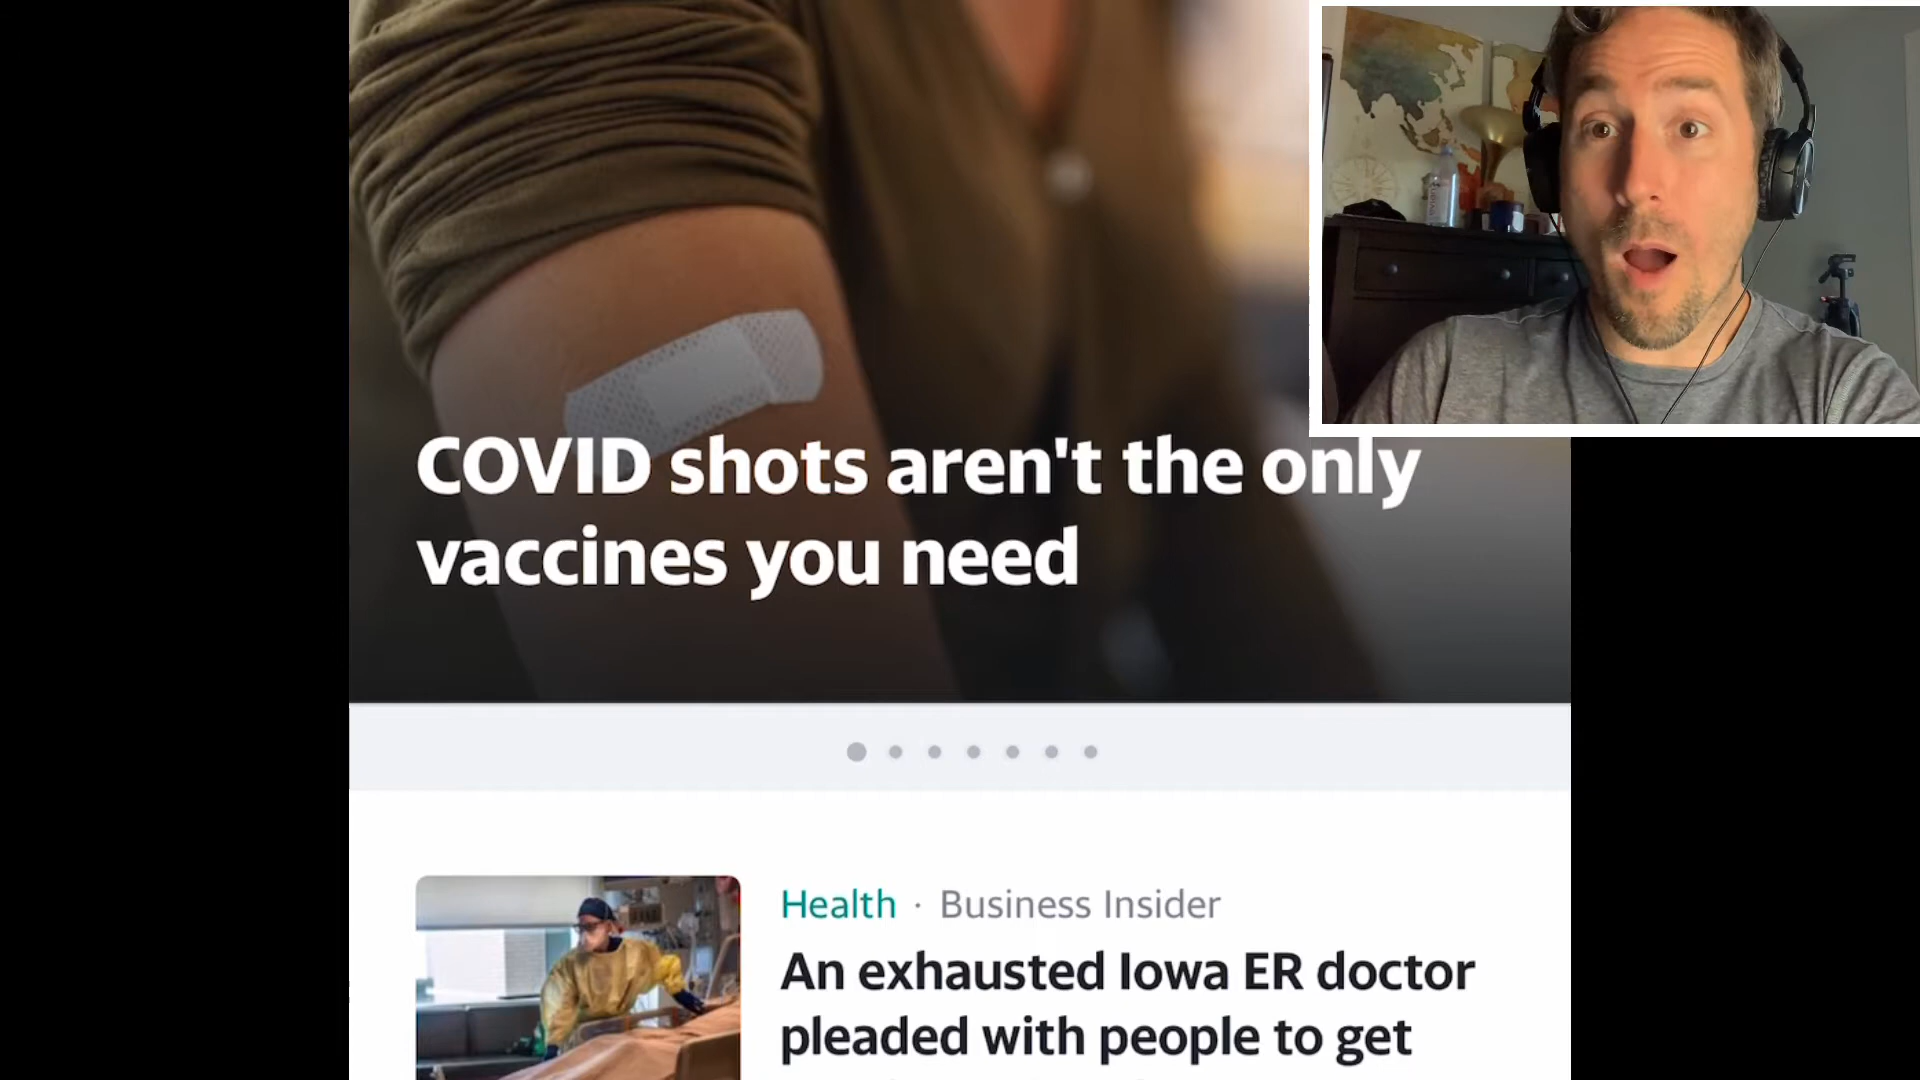 COVID shots aren't the only
vaccines you need
Health · Business Insider
An exhausted Iowa ER doctor
pleaded with people to get